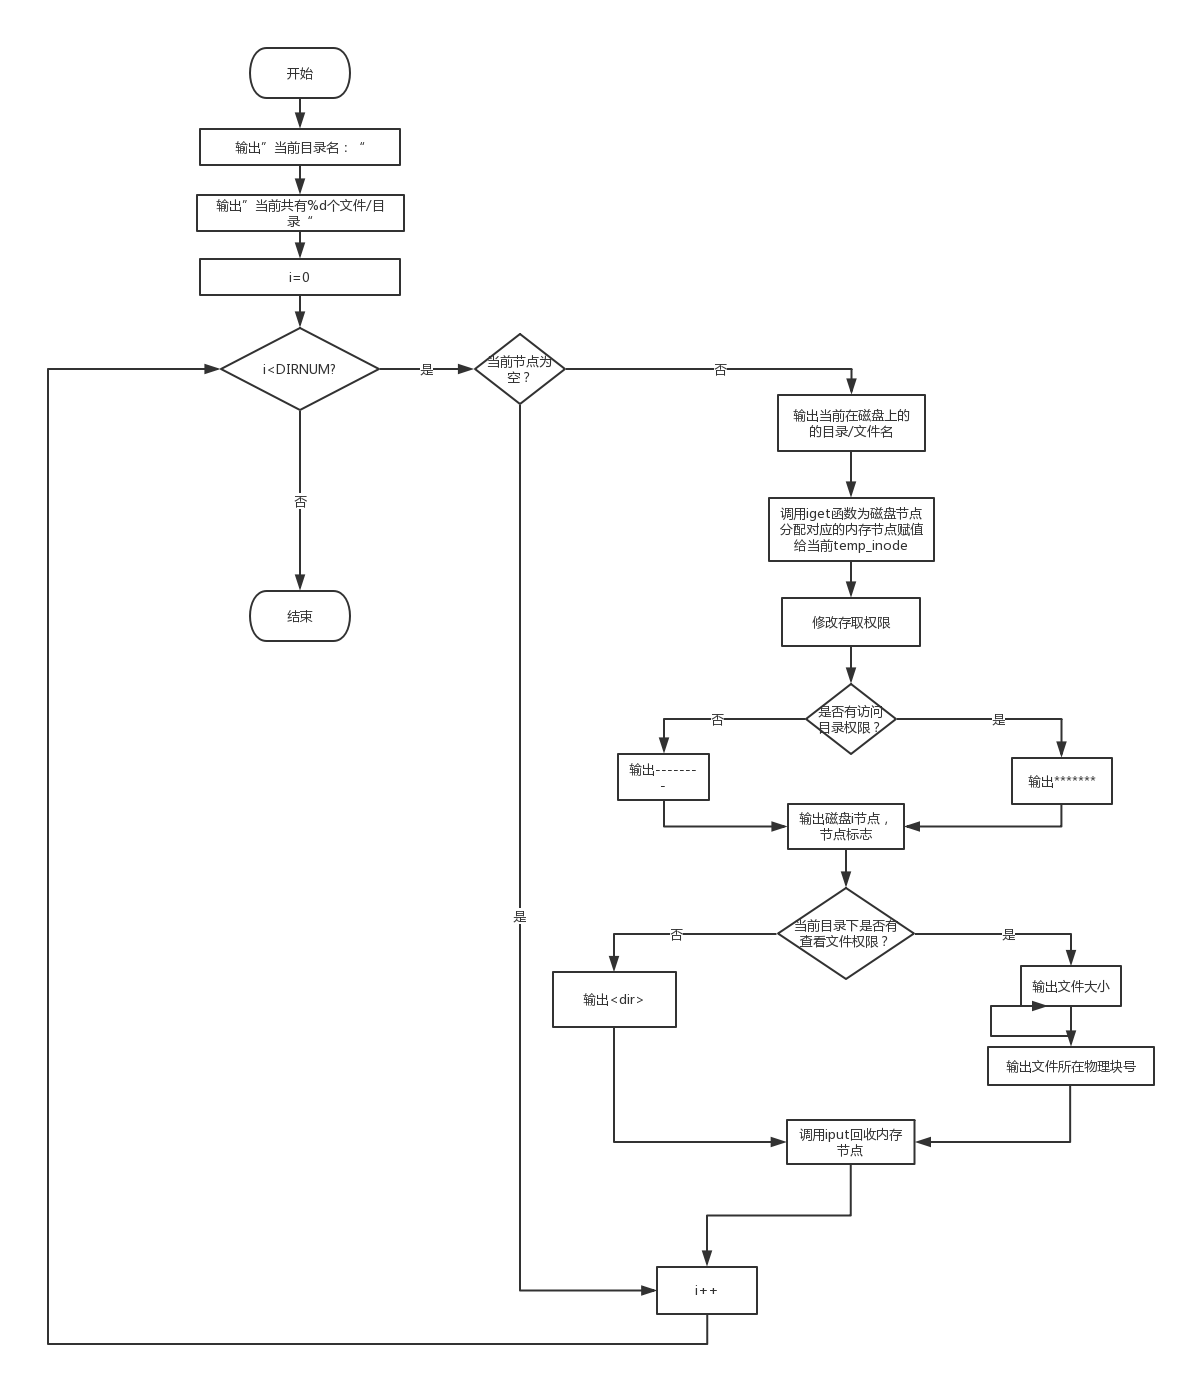 开始
输出”当前目录名：“
输出”当前共有%d个文件/目
录“
i=0
i<DIRNUM?
是
当前节点为
空？
否
输出当前在磁盘上的
的目录/文件名
否
调用iget函数为磁盘节点
分配对应的内存节点赋值
给当前temp_inode
结束
修改存取权限
是否有访问
目录权限？
否
是
输出-------
-
输出*******
输出磁盘i节点，
节点标志
是
当前目录下是否有
查看文件权限？
否
是
输出<dir>
输出文件大小
输出文件所在物理块号
调用iput回收内存
节点
i++